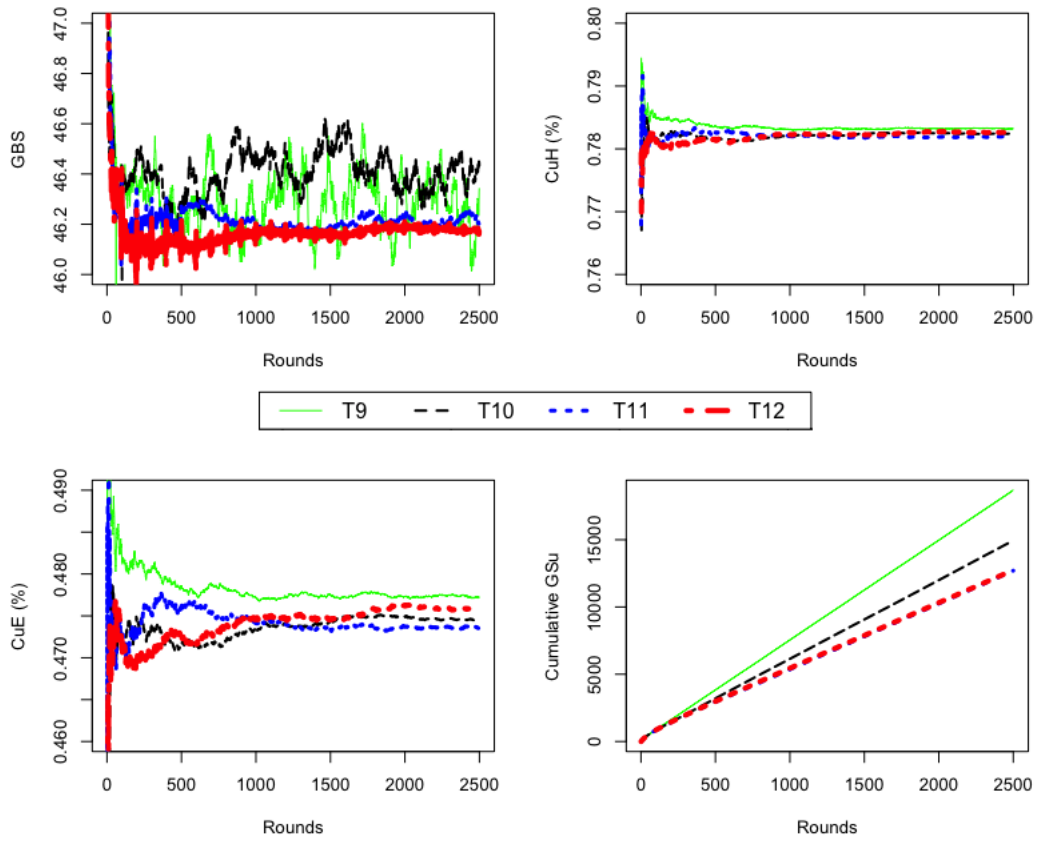 GBS
46.0 46.2 46.4 46.6 46.8 47.0
0 500 1000 1500 2000 2500
Rounds
CuH (%)
0.76 0.77 0.78 0.79 0.80
0 500 1000 1500 2000 2500
Rounds
T9 T10 T11 T12
CuE (%)
0.460 0.470 0.480 0.490
0 500 1000 1500 2000 2500
Rounds
Cumulative GSu
0 5000 10000 15000
0 500 1000 1500 2000 2500
Rounds